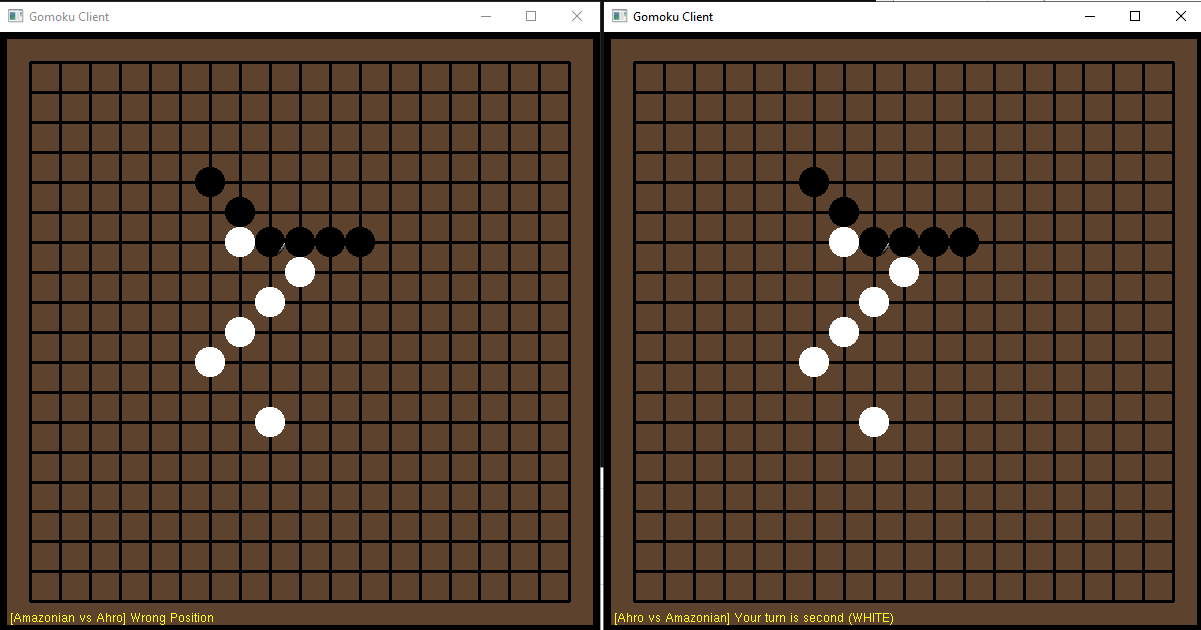 Gomoku Client
Gomoku Client
[Amazonian vs Ahro] Wrong Position
[Ahro vs Amazonian] Your turn is second (WHITE)